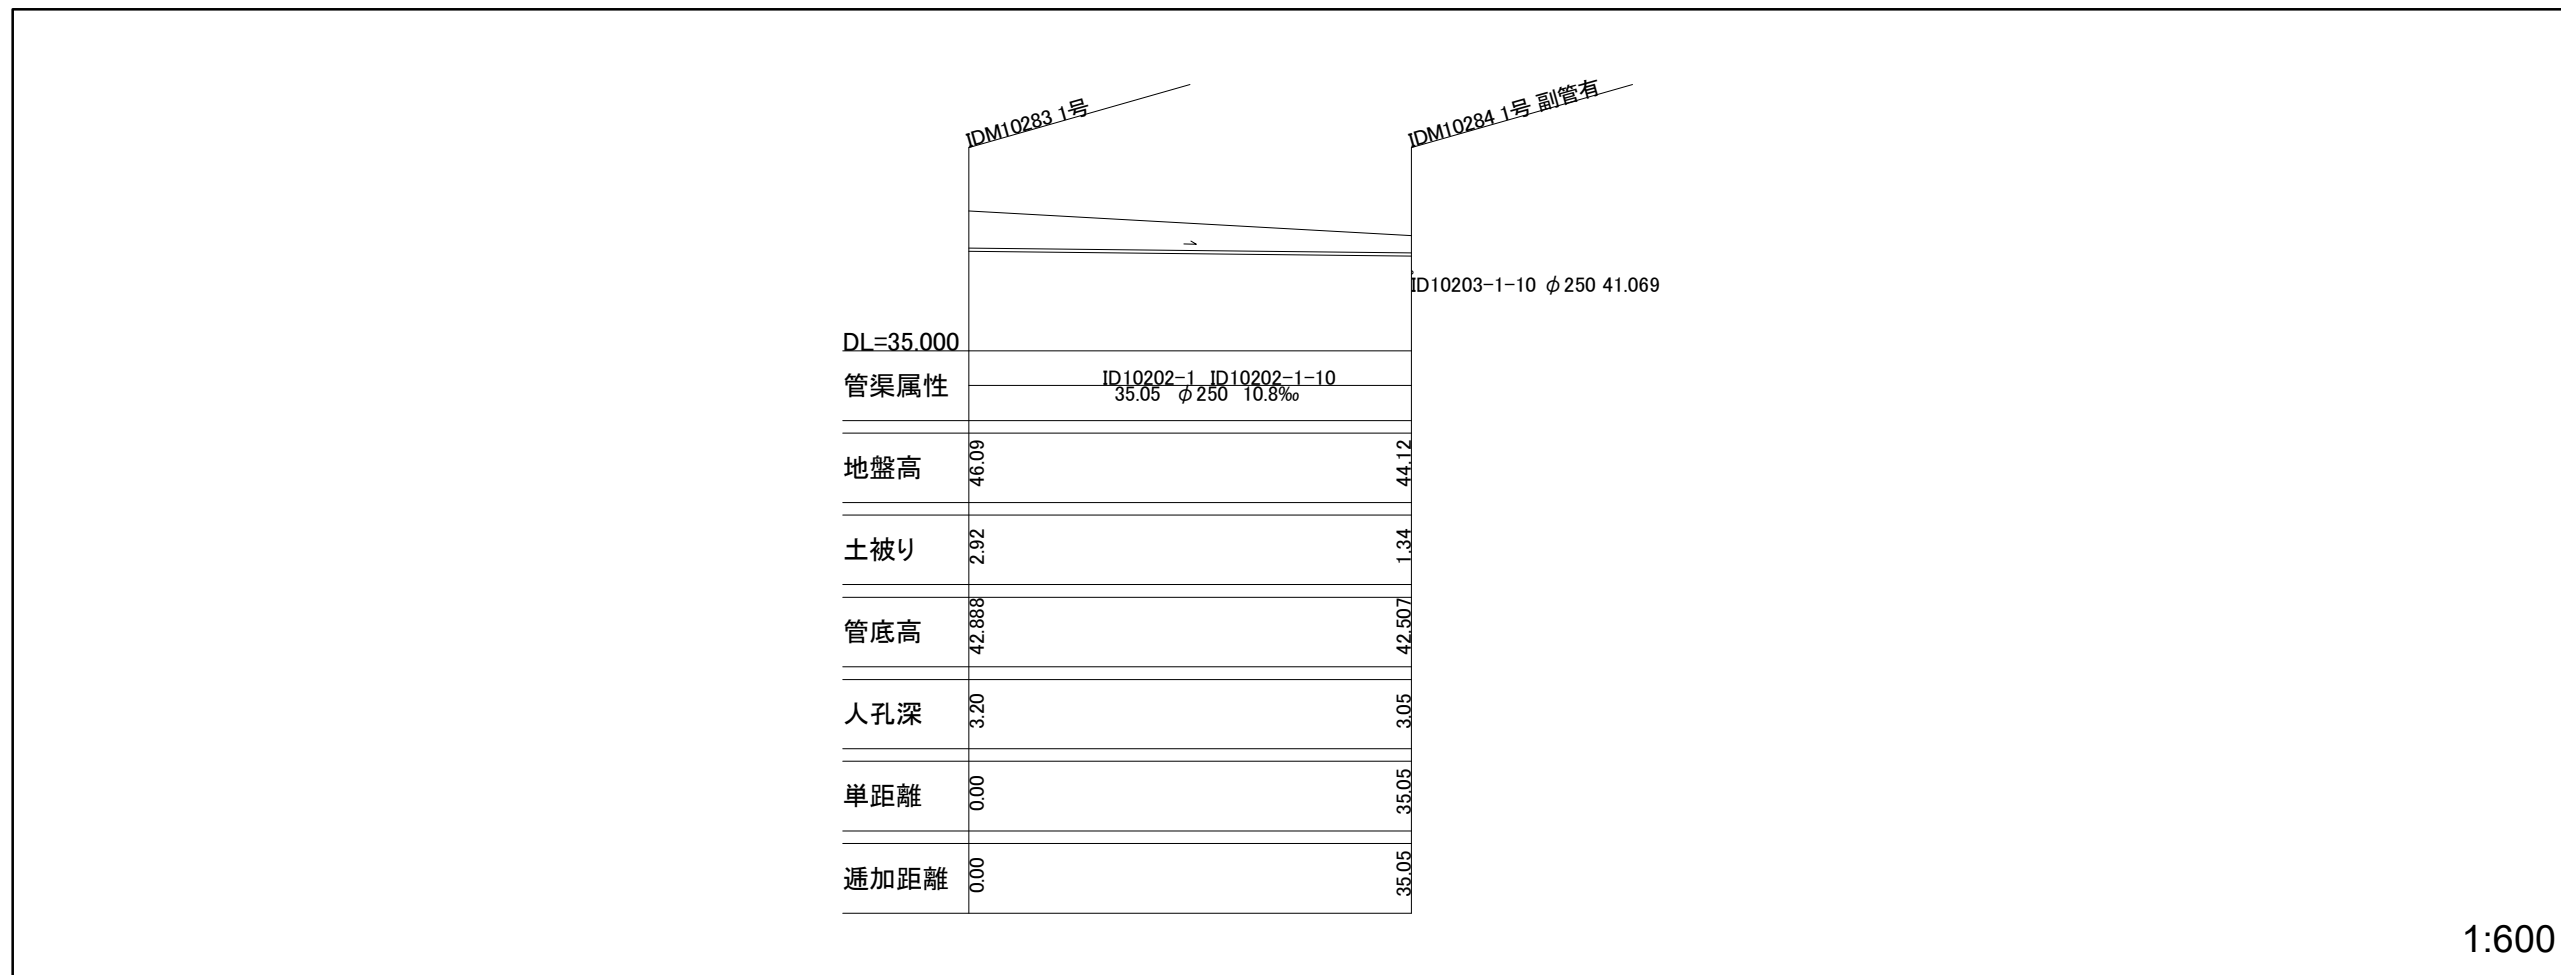 IDM10283 1号
IDM10284 1号 副管有
ID10203-1-10 φ250 41.069
DL=35.000
管渠属性
ID10202-1 ID10202-1-10
35.05 φ250 10.8‰
地盤高 46.09 44.12
土被り 2.92 1.34
管底高 42.888 42.507
人孔深 3.20 3.05
単距離 0.00 35.05
逓加距離 0.00 35.05
1:600